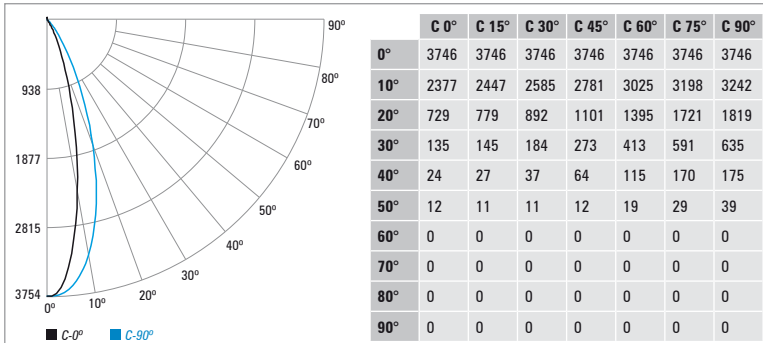 938
1877
2815
3754
0º
10º
20º
30º
40º
50º
60º
70º
80º
90º
C-0º C-90º
C 0° C 15° C 30° C 45° C 60° C 75° C 90°
0° 3746 3746 3746 3746 3746 3746 3746
10° 2377 2447 2585 2781 3025 3198 3242
20° 729 779 892 1101 1395 1721 1819
30° 135 145 184 273 413 591 635
40° 24 27 37 64 115 170 175
50° 12 11 11 12 19 29 39
60° 0 0 0 0 0 0 0
70° 0 0 0 0 0 0 0
80° 0 0 0 0 0 0 0
90° 0 0 0 0 0 0 0